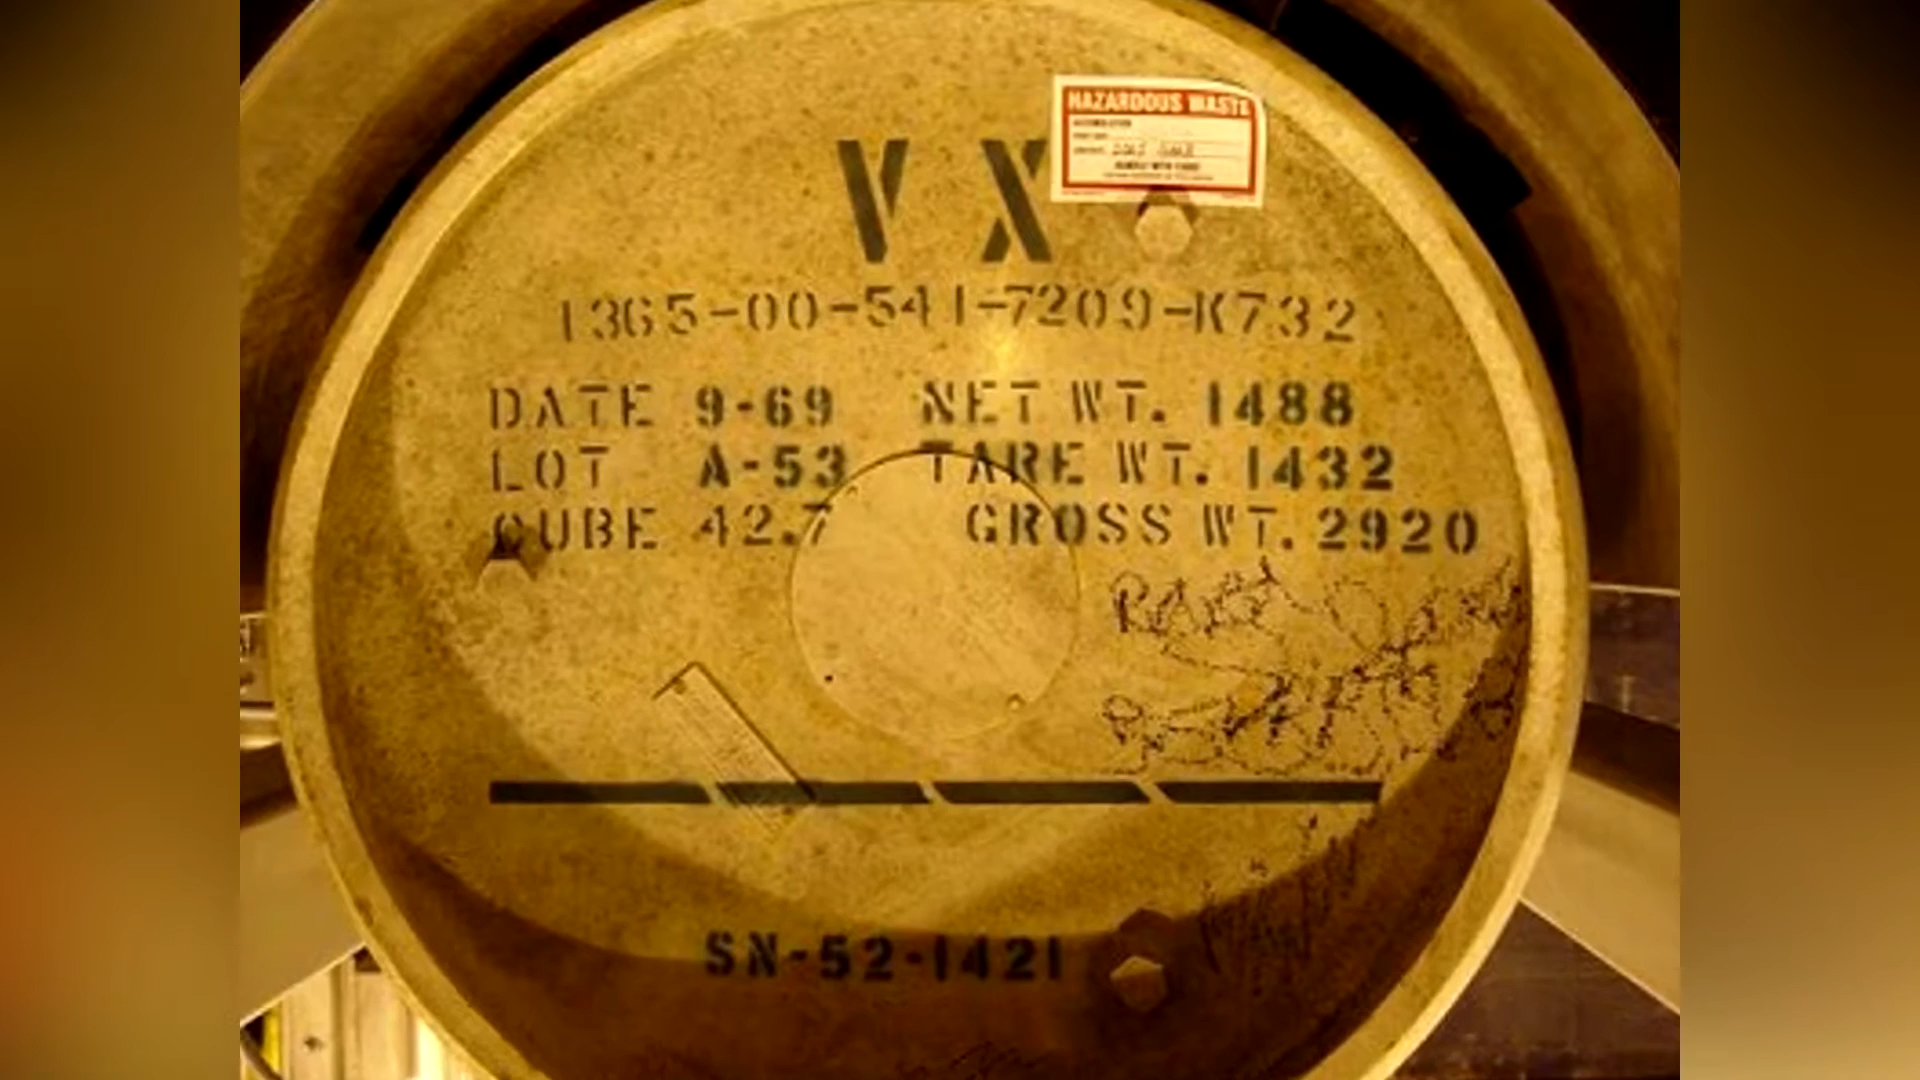 V X
HAZARDOUS WASTE
1365-00-541-7209-K732
DATE 9-69 NET WT. 1488
LOT A-53 TARE WT. 1432
CUBE 42.7 GROSS WT. 2920
SN-52-1421